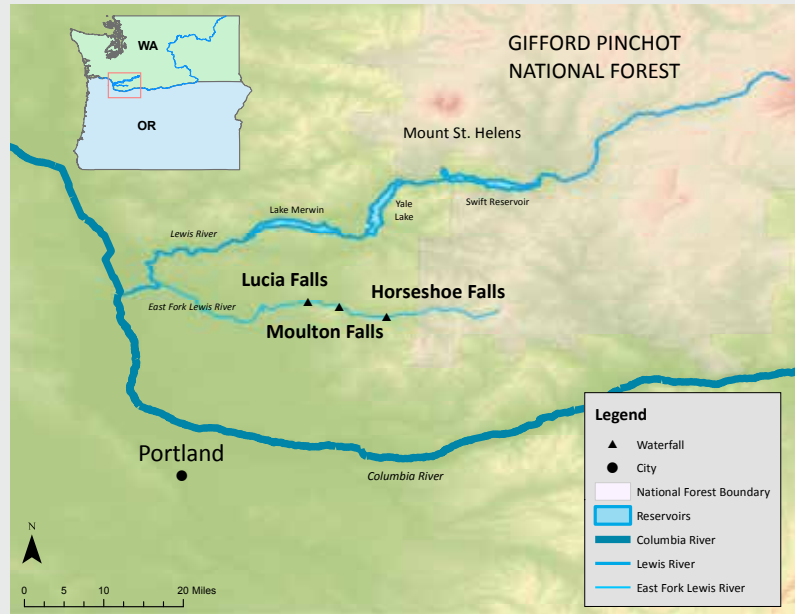 WA
OR
GIFFORD PINCHOT
NATIONAL FOREST
Mount St. Helens
Lake Merwin
Yale
Lake
Swift Reservoir
Lewis River
Lucia Falls
Horseshoe Falls
East Fork Lewis River
Moulton Falls
Portland
Columbia River
Legend
Waterfall
City
National Forest Boundary
Reservoirs
Columbia River
Lewis River
East Fork Lewis River
N
0 5 10 20 Miles